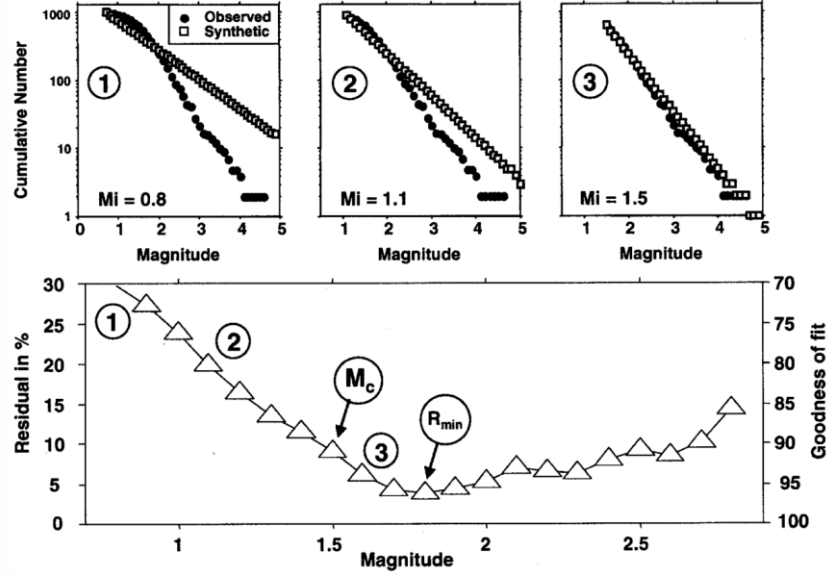 Observed
Synthetic
Cumulative Number
1000
100
10
1
1
Mi = 0.8
0 1 2 3 4 5
Magnitude
2
Mi = 1.1
1 2 3 4 5
Magnitude
3
Mi = 1.5
1 2 3 4 5
Magnitude
Residual in %
30
25
20
15
10
5
0
1
2
Mc
3
Rmin
70
75
80
85
90
95
100
Goodness of fit
1 1.5 2 2.5
Magnitude